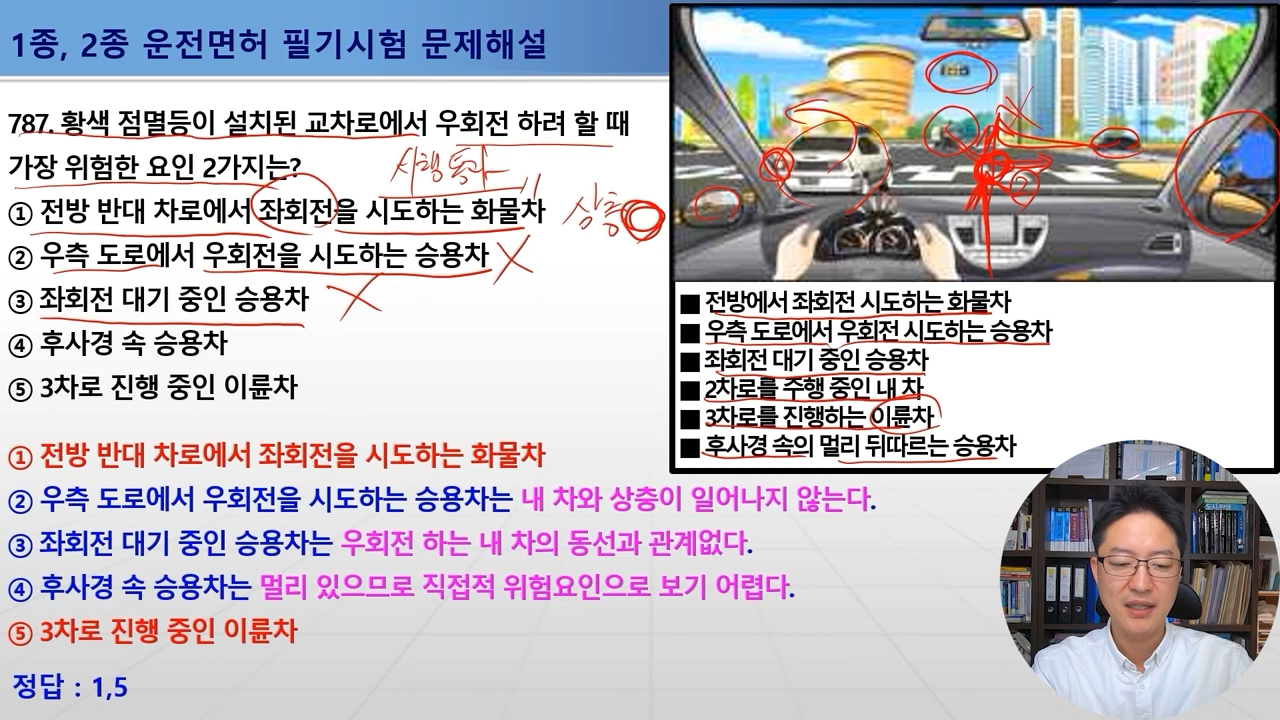 1종, 2종 운전면허 필기시험 문제해설
787. 황색 점멸등이 설치된 교차로에서 우회전 하려 할 때
가장 위험한 요인 2가지는?
서행 통과
① 전방 반대 차로에서 좌회전을 시도하는 화물차
상충
② 우측 도로에서 우회전을 시도하는 승용차
③ 좌회전 대기 중인 승용차
④ 후사경 속 승용차
⑤ 3차로 진행 중인 이륜차
■ 전방에서 좌회전 시도하는 화물차
■ 우측 도로에서 우회전 시도하는 승용차
■ 좌회전 대기 중인 승용차
■ 2차로를 주행 중인 내 차
■ 3차로를 진행하는 이륜차
■ 후사경 속의 멀리 뒤따르는 승용차
① 전방 반대 차로에서 좌회전을 시도하는 화물차
② 우측 도로에서 우회전을 시도하는 승용차는 내 차와 상충이 일어나지 않는다.
③ 좌회전 대기 중인 승용차는 우회전 하는 내 차의 동선과 관계없다.
④ 후사경 속 승용차는 멀리 있으므로 직접적 위험요인으로 보기 어렵다.
⑤ 3차로 진행 중인 이륜차
정답 : 1,5